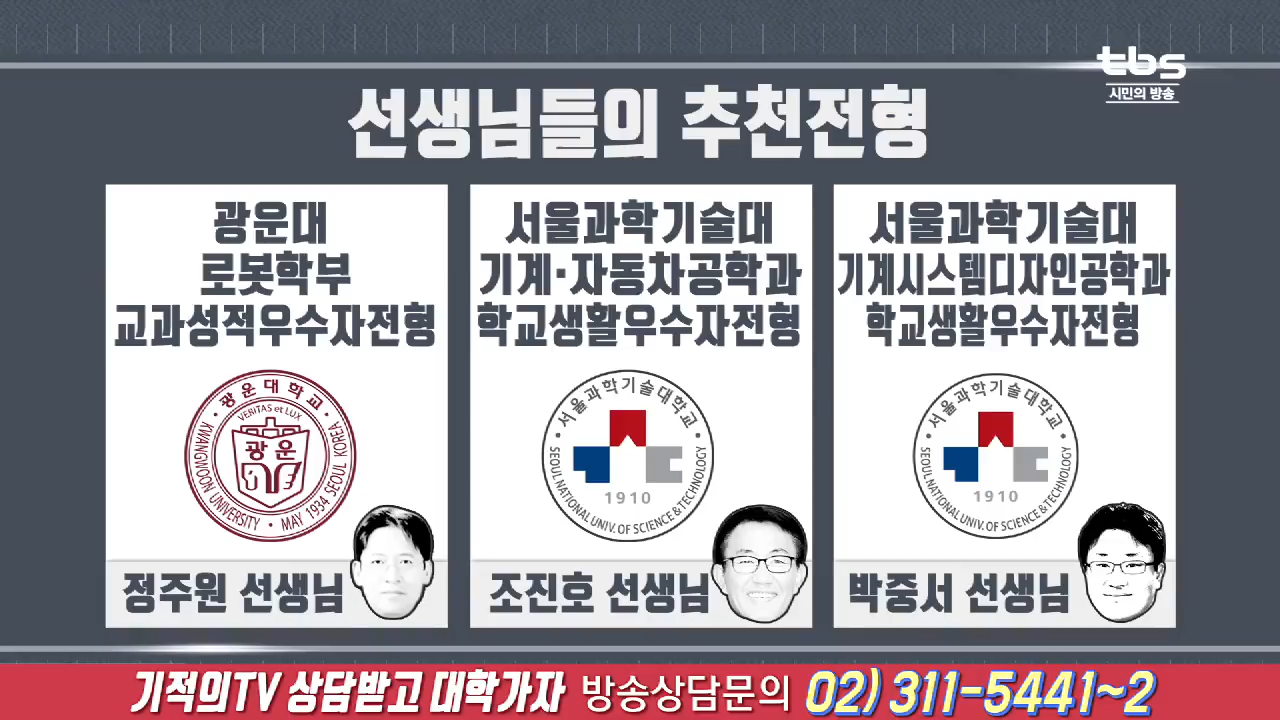 tbs
시민의 방송
선생님들의 추천전형
광운대
로봇학부
교과성적우수자전형
광운대학교
VERITAS et LUX
광운
KWANGWOON UNIVERSITY • MAY 1934 SEOUL KOREA
정주원 선생님
서울과학기술대
기계·자동차공학과
학교생활우수자전형
서울과학기술대학교
1910
SEOUL NATIONAL UNIV. OF SCIENCE & TECHNOLOGY
조진호 선생님
서울과학기술대
기계시스템디자인공학과
학교생활우수자전형
서울과학기술대학교
1910
SEOUL NATIONAL UNIV. OF SCIENCE & TECHNOLOGY
박중서 선생님
기적의TV 상담받고 대학가자 방송상담문의 02) 311-5441~2